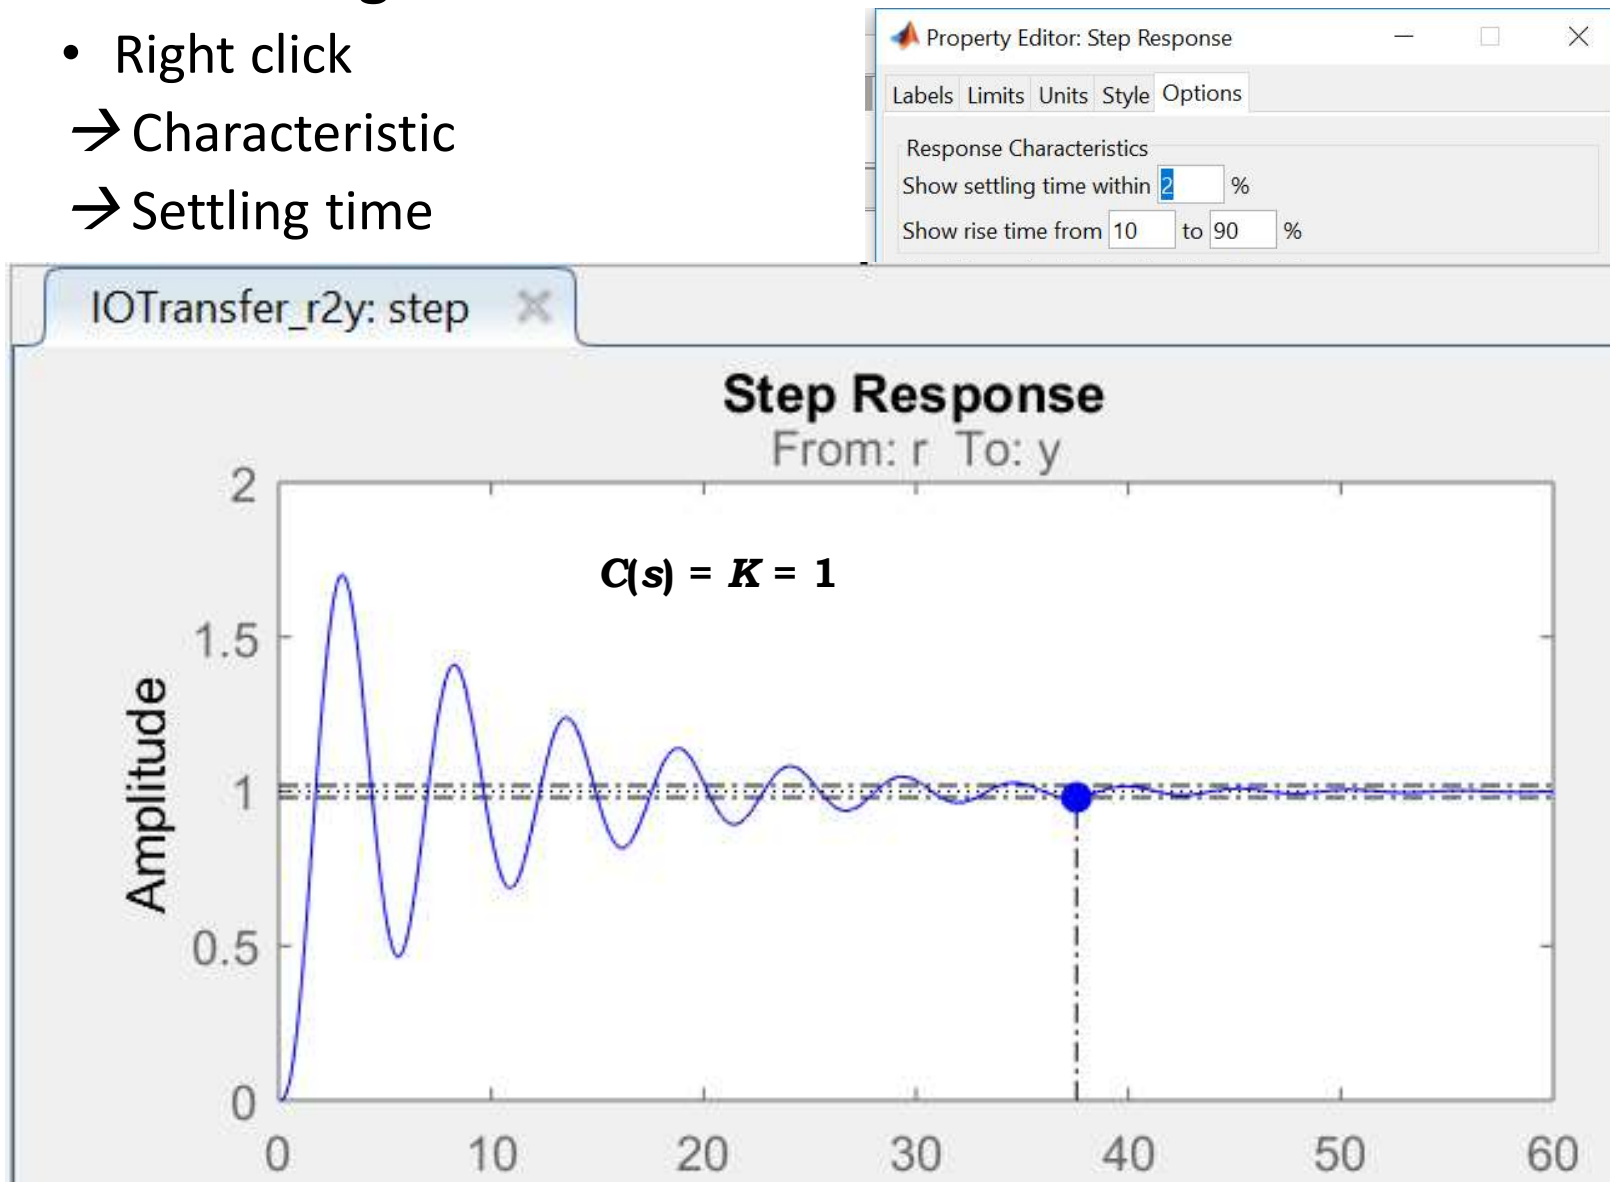 • Right click
→ Characteristic
→ Settling time
Property Editor: Step Response
Labels Limits Units Style Options
Response Characteristics
Show settling time within 2 %
Show rise time from 10 to 90 %
IOTransfer_r2y: step
Step Response
From: r To: y
C(s) = K = 1
Amplitude
2
1.5
1
0.5
0
0 10 20 30 40 50 60